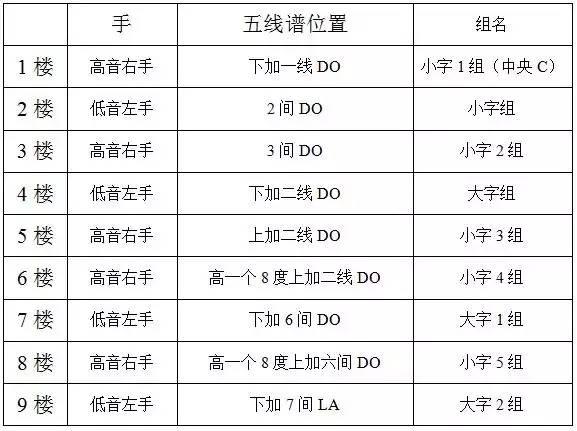 手 五线谱位置 组名
1 楼 高音右手 下加一线 DO 小字 1 组（中央 C）
2 楼 低音左手 2 间 DO 小字组
3 楼 高音右手 3 间 DO 小字 2 组
4 楼 低音左手 下加二线 DO 大字组
5 楼 高音右手 上加二线 DO 小字 3 组
6 楼 高音右手 高一个 8 度上加二线 DO 小字 4 组
7 楼 低音左手 下加 6 间 DO 大字 1 组
8 楼 高音右手 高一个 8 度上加六间 DO 小字 5 组
9 楼 低音左手 下加 7 间 LA 大字 2 组